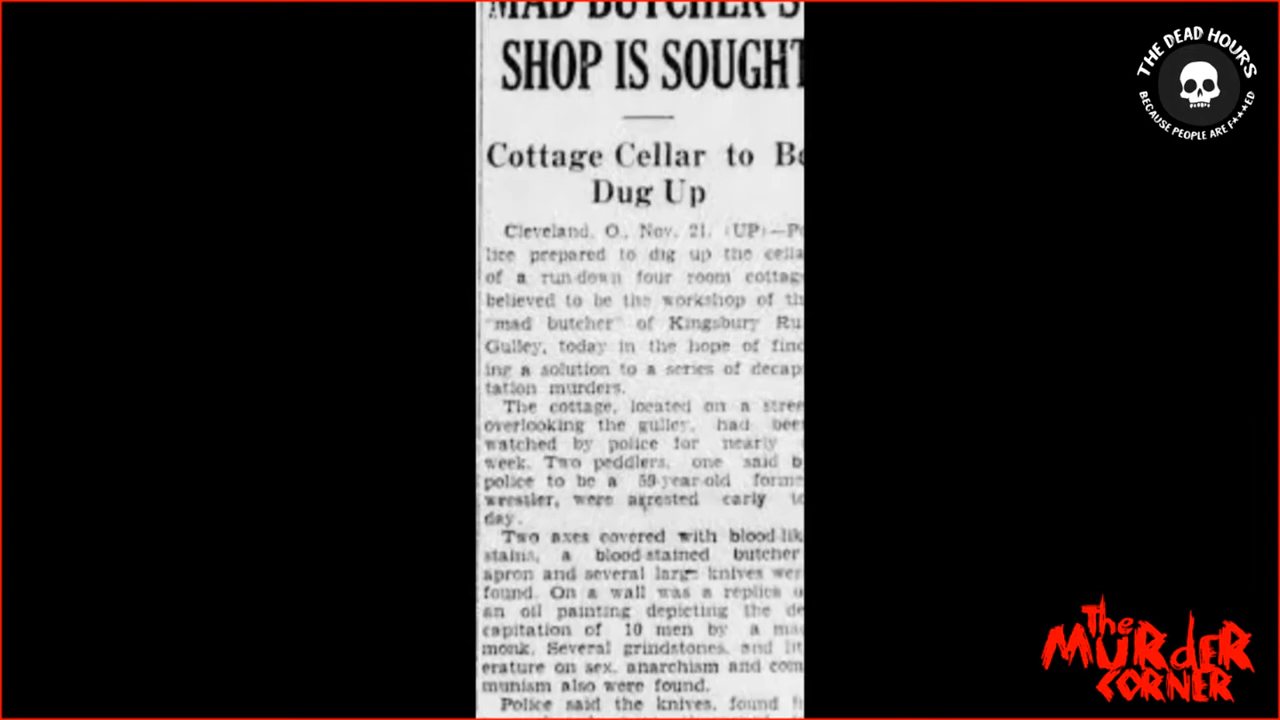 MAD BUTCHER'S
SHOP IS SOUGHT
Cottage Cellar to Be
Dug Up
Cleveland, O., Nov. 21. (UP)—Po
lice prepared to dig up the cella
of a run-down four room cottag
believed to be the workshop of th
"mad butcher" of Kingsbury Ru
Gulley, today in the hope of find
ing a solution to a series of decap
tation murders.
The cottage, located on a stree
overlooking the gulley, had bee
watched by police for nearly
week. Two peddlers, one said b
police to be a 59-year-old forme
wrestler, were arrested early to
day.
Two axes covered with blood-lik
stains, a blood-stained butcher
apron and several large knives wer
found. On a wall was a replica o
an oil painting depicting the de
capitation of 10 men by a ma
monk. Several grindstones, and lit
erature on sex, anarchism and com
munism also were found.
Police said the knives, found
THE DEAD HOURS
BECAUSE PEOPLE ARE F****ED
The
MURdER
CORNER